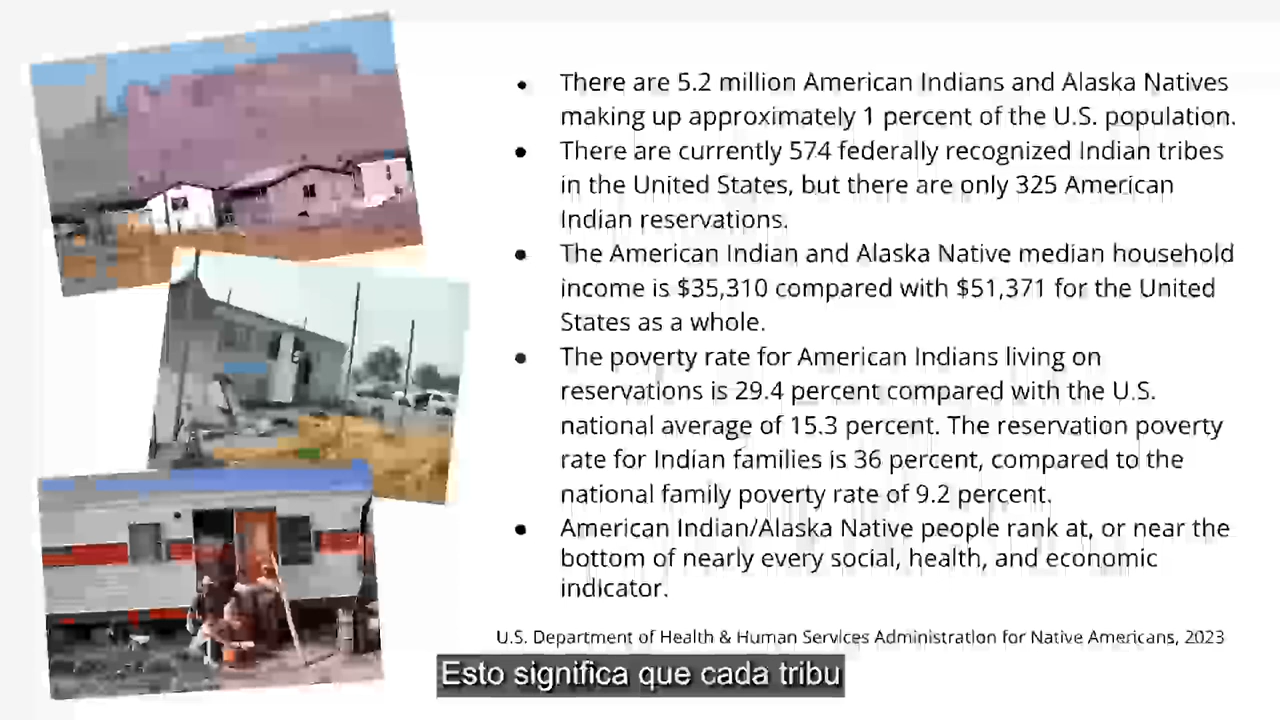 • There are 5.2 million American Indians and Alaska Natives
making up approximately 1 percent of the U.S. population.
• There are currently 574 federally recognized Indian tribes
in the United States, but there are only 325 American
Indian reservations.
• The American Indian and Alaska Native median household
income is $35,310 compared with $51,371 for the United
States as a whole.
• The poverty rate for American Indians living on
reservations is 29.4 percent compared with the U.S.
national average of 15.3 percent. The reservation poverty
rate for Indian families is 36 percent, compared to the
national family poverty rate of 9.2 percent.
• American Indian/Alaska Native people rank at, or near the
bottom of nearly every social, health, and economic
indicator.
U.S. Department of Health & Human Services Administration for Native Americans, 2023
Esto significa que cada tribu